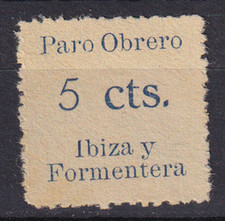 Paro Obrero
5 cts.
Ibiza y
Formentera